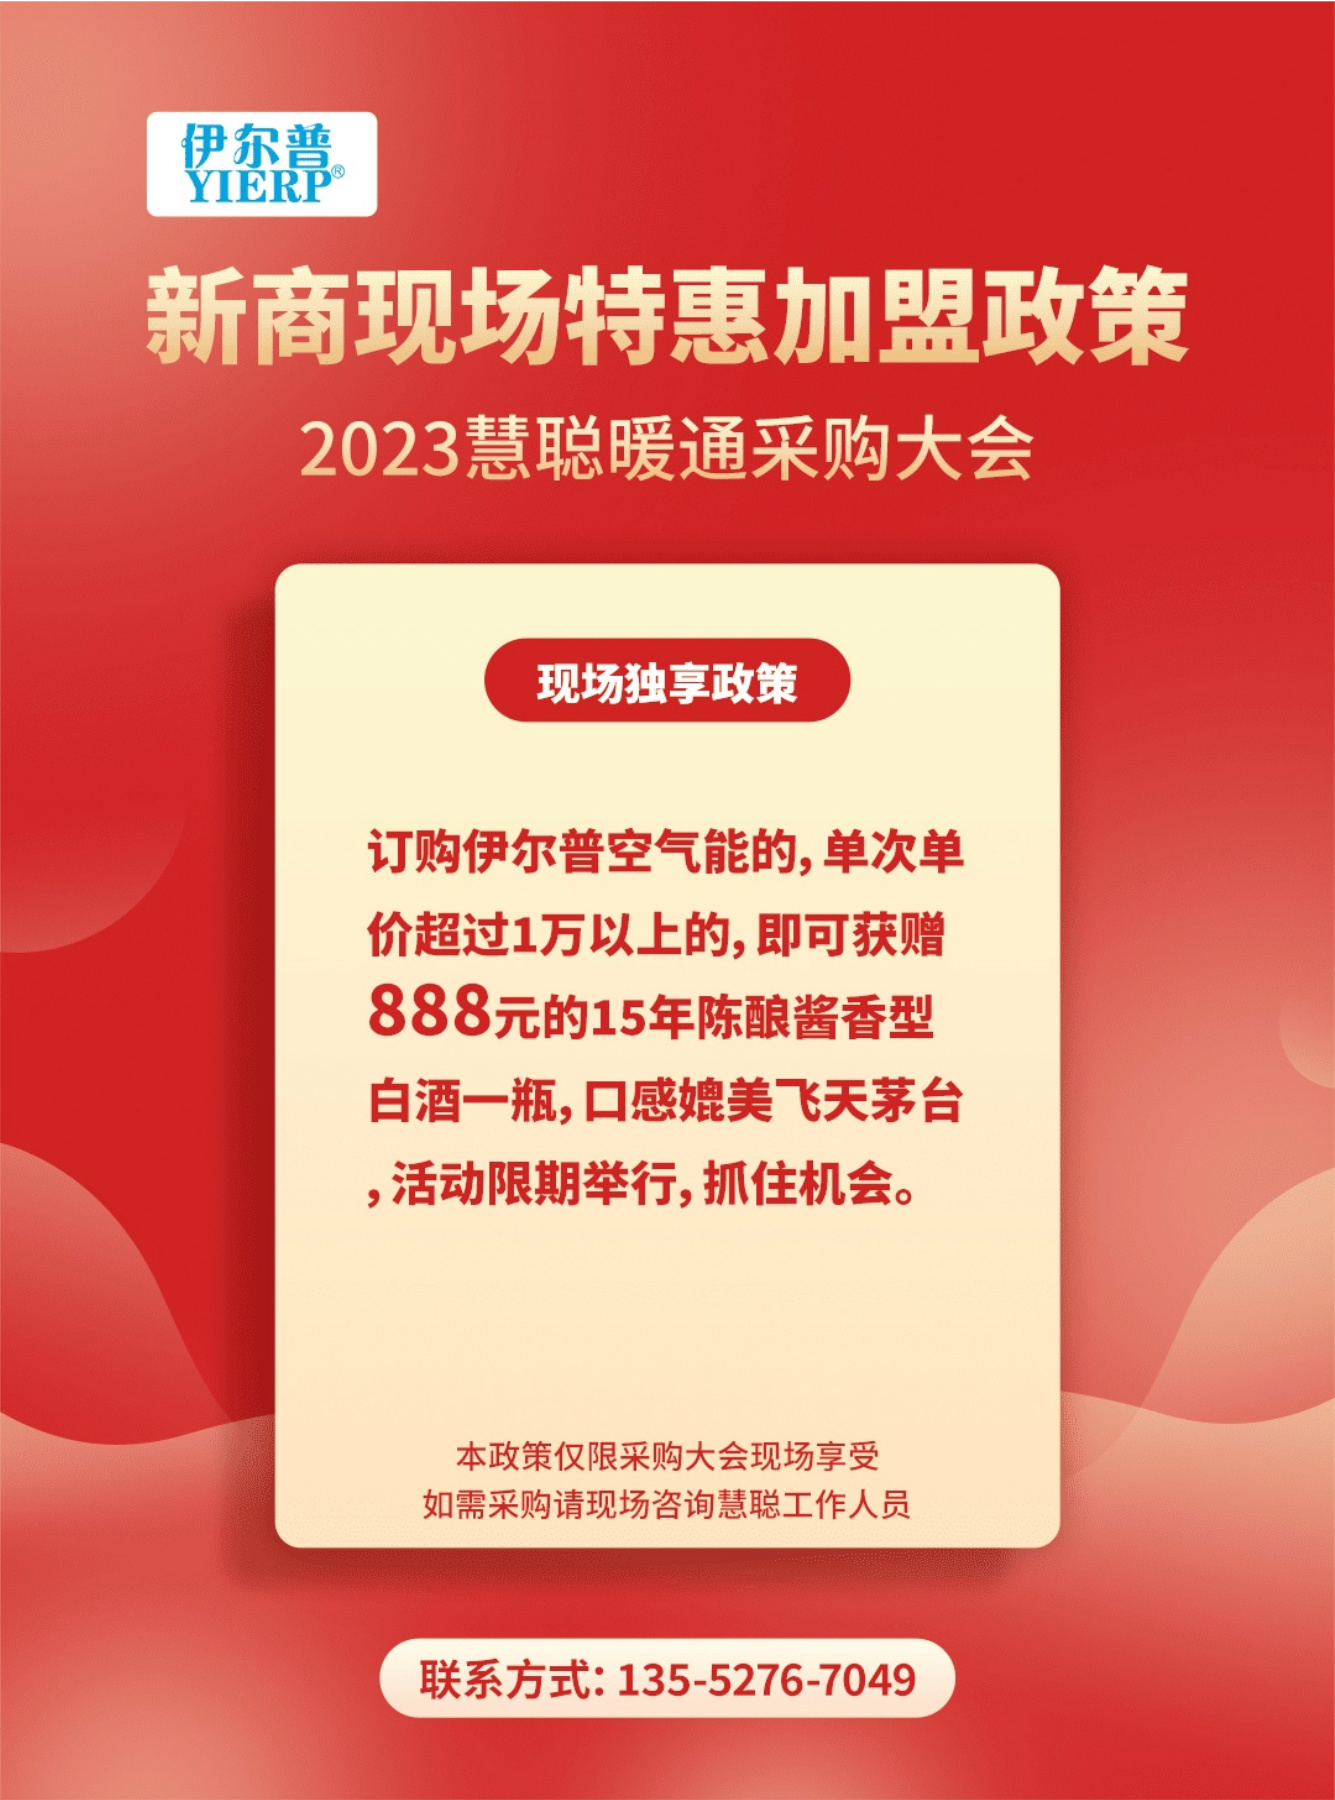 伊尔普
YIERP®
新商现场特惠加盟政策
2023慧聪暖通采购大会
现场独享政策
订购伊尔普空气能的，单次单
价超过1万以上的，即可获赠
888元的15年陈酿酱香型
白酒一瓶，口感媲美飞天茅台
，活动限期举行，抓住机会。
本政策仅限采购大会现场享受
如需采购请现场咨询慧聪工作人员
联系方式：135-5276-7049